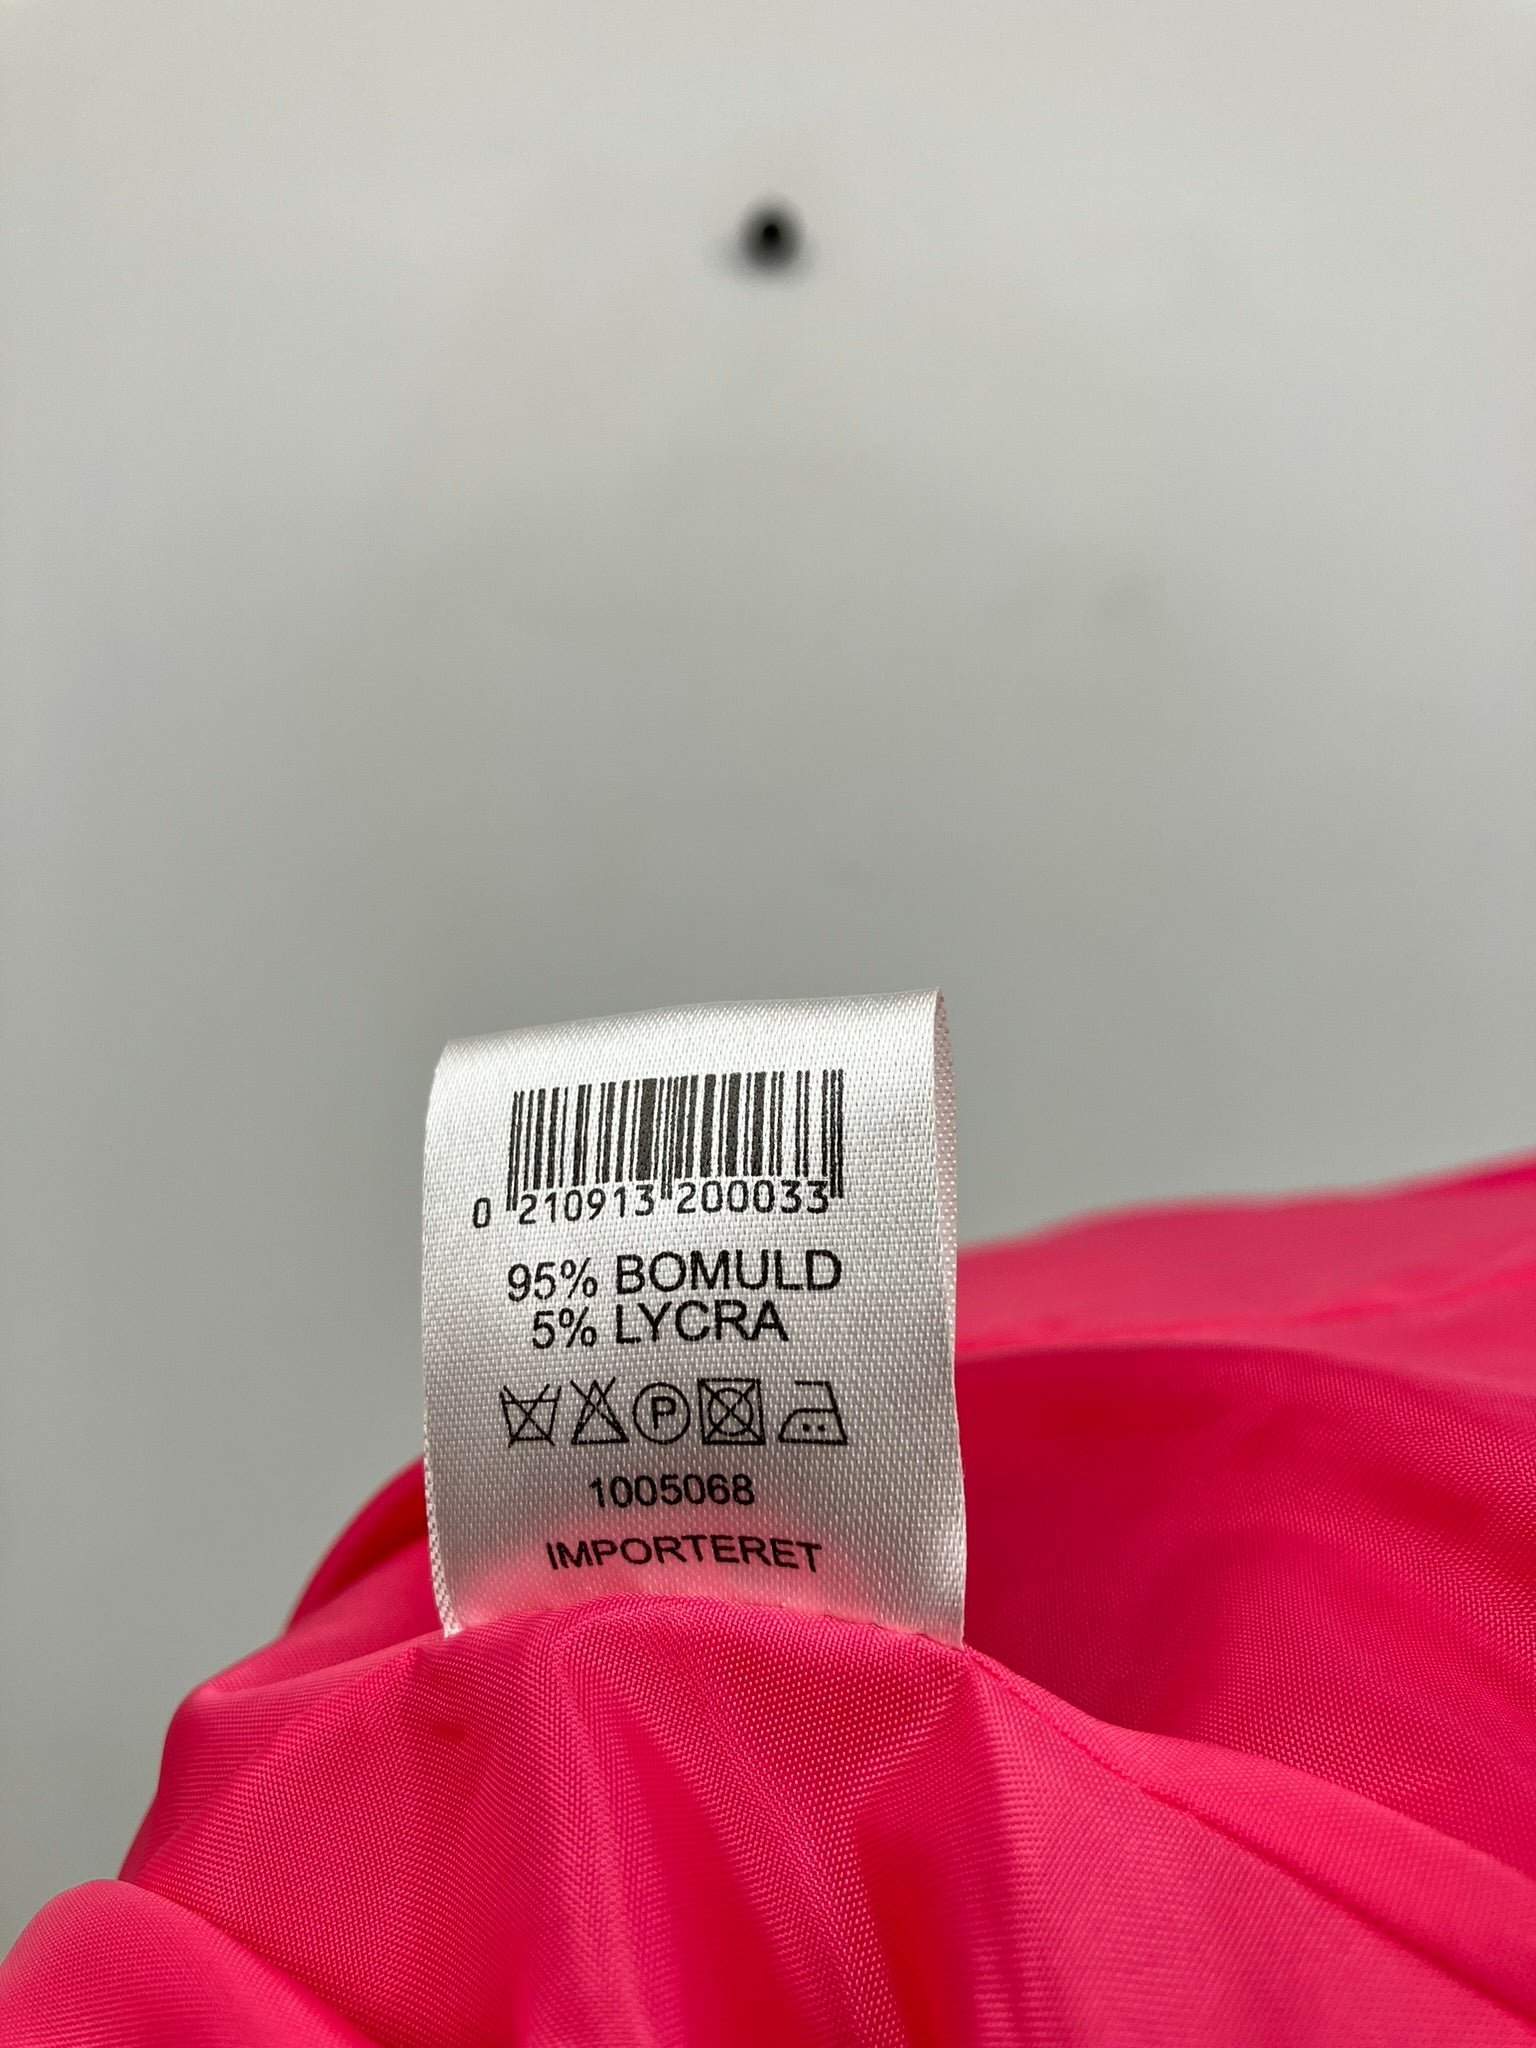 0 210913 200033
95% BOMULD
5% LYCRA
P
1005068
IMPORTERET